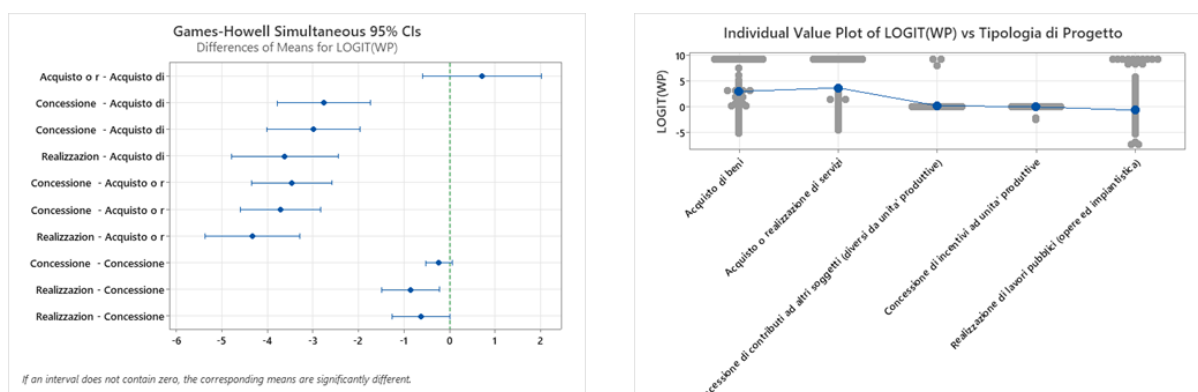 Games-Howell Simultaneous 95% CIs
Differences of Means for LOGIT(WP)
Acquisto o r - Acquisto di
Concessione - Acquisto di
Concessione - Acquisto di
Realizzazion - Acquisto di
Concessione - Acquisto o r
Concessione - Acquisto o r
Realizzazion - Acquisto o r
Concessione - Concessione
Realizzazion - Concessione
Realizzazion - Concessione
-6 -5 -4 -3 -2 -1 0 1 2
If an interval does not contain zero, the corresponding means are significantly different.
Individual Value Plot of LOGIT(WP) vs Tipologia di Progetto
LOGIT(WP)
10
5
0
-5
Acquisto di beni
Acquisto o realizzazione di servizi
cessione di contributi ad altri soggetti (diversi da unita' produttive)
Concessione di incentivi ad unita' produttive
Realizzazione di lavori pubblici (opere ed impiantistica)